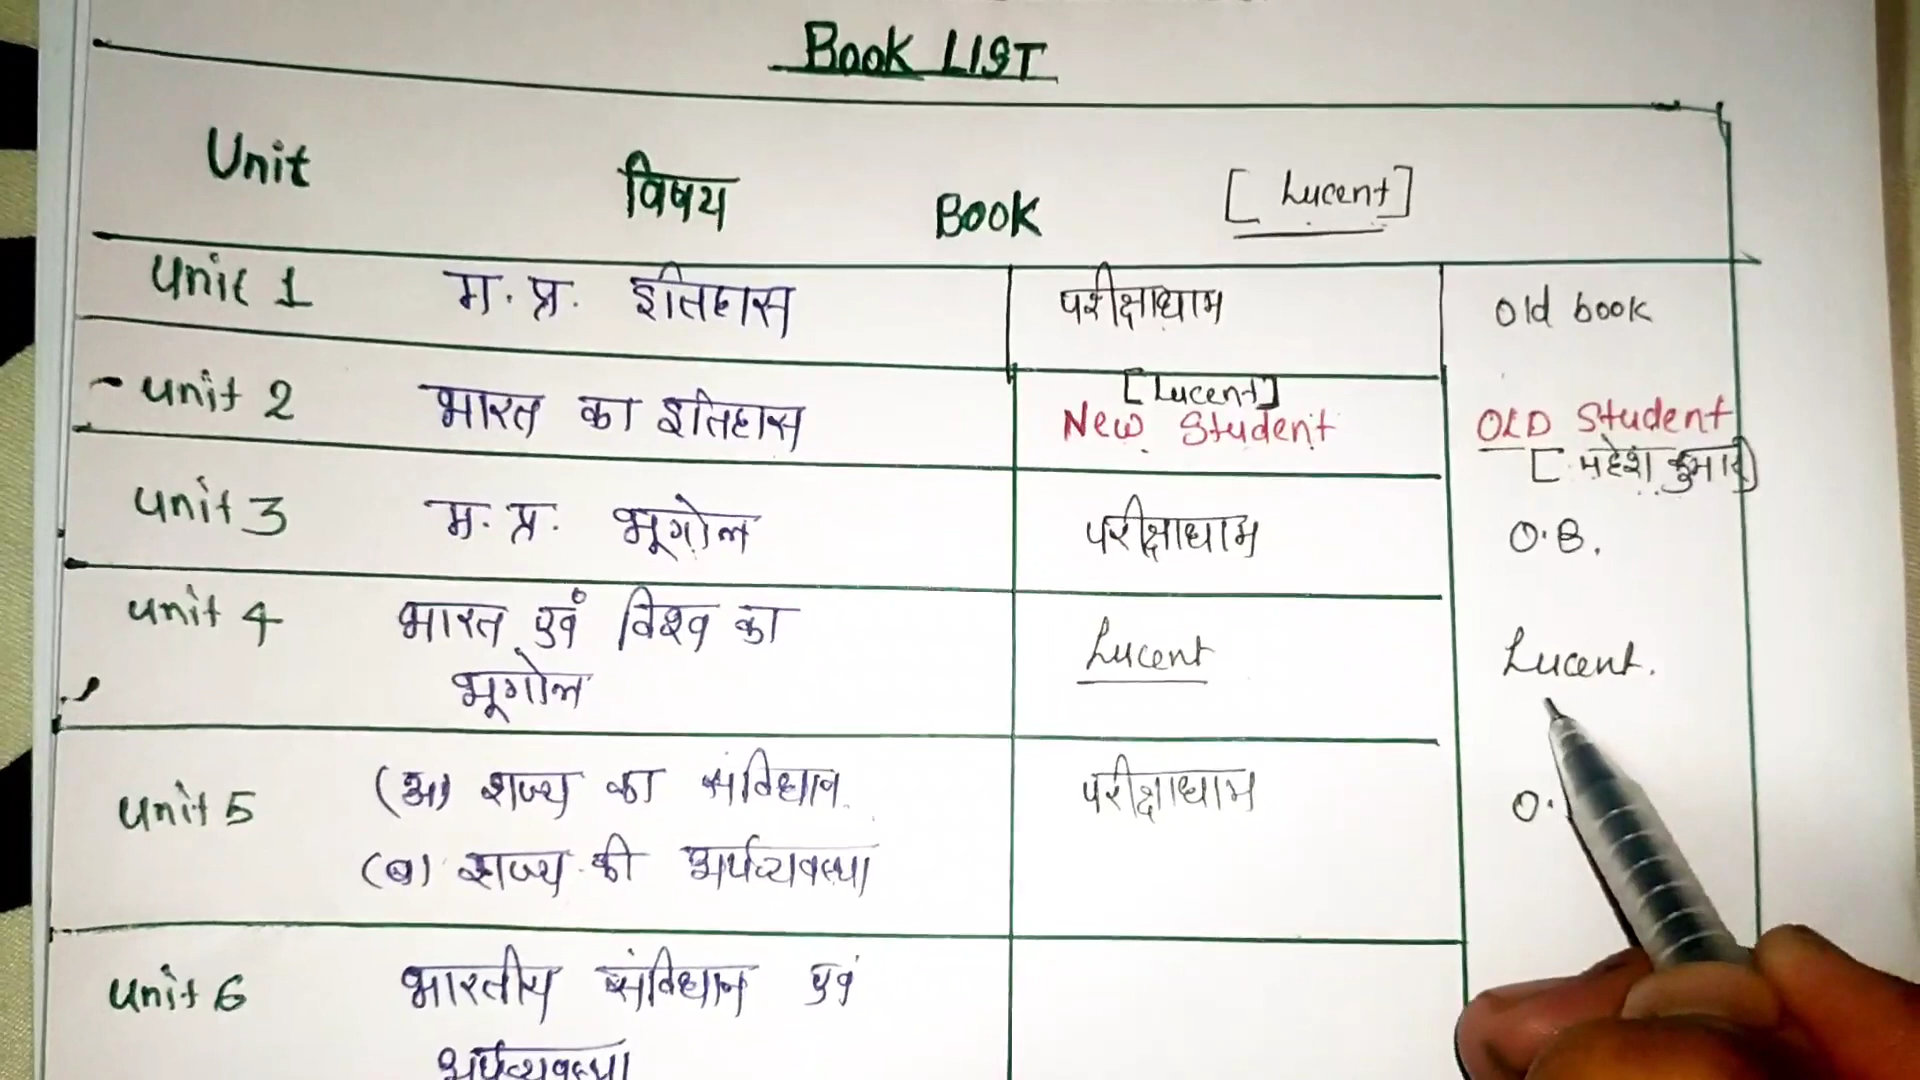 Book LIST
Unit विषय Book [Lucent]
Unit 1 म. प्र. इतिहास परीक्षाधाम old book
[Lucent]
unit 2 भारत का इतिहास New Student OLD Student
[महेश कुमार]
unit 3 म. प्र. भूगोल परीक्षाधाम O.B.
unit 4 भारत एवं विश्व का Lucent Lucent.
भूगोल
unit 5 (अ) राज्य का संविधान परीक्षाधाम O.
(ब) राज्य की अर्थव्यवस्था
unit 6 भारतीय संविधान एवं
अर्थव्यवस्था